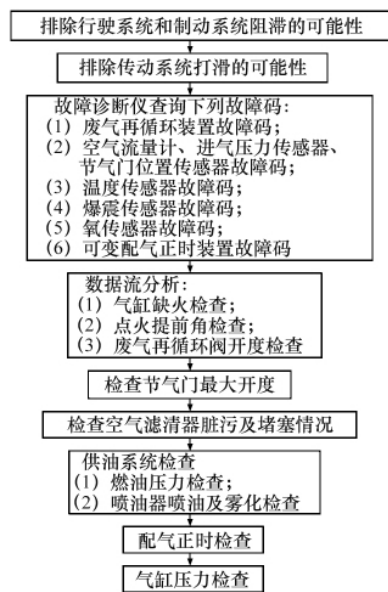 排除行驶系统和制动系统阻滞的可能性
排除传动系统打滑的可能性
故障诊断仪查询下列故障码：
（1）废气再循环装置故障码；
（2）空气流量计、进气压力传感器、
节气门位置传感器故障码；
（3）温度传感器故障码；
（4）爆震传感器故障码；
（5）氧传感器故障码；
（6）可变配气正时装置故障码
数据流分析：
（1）气缸缺火检查；
（2）点火提前角检查；
（3）废气再循环阀开度检查
检查节气门最大开度
检查空气滤清器脏污及堵塞情况
供油系统检查
（1）燃油压力检查；
（2）喷油器喷油及雾化检查
配气正时检查
气缸压力检查